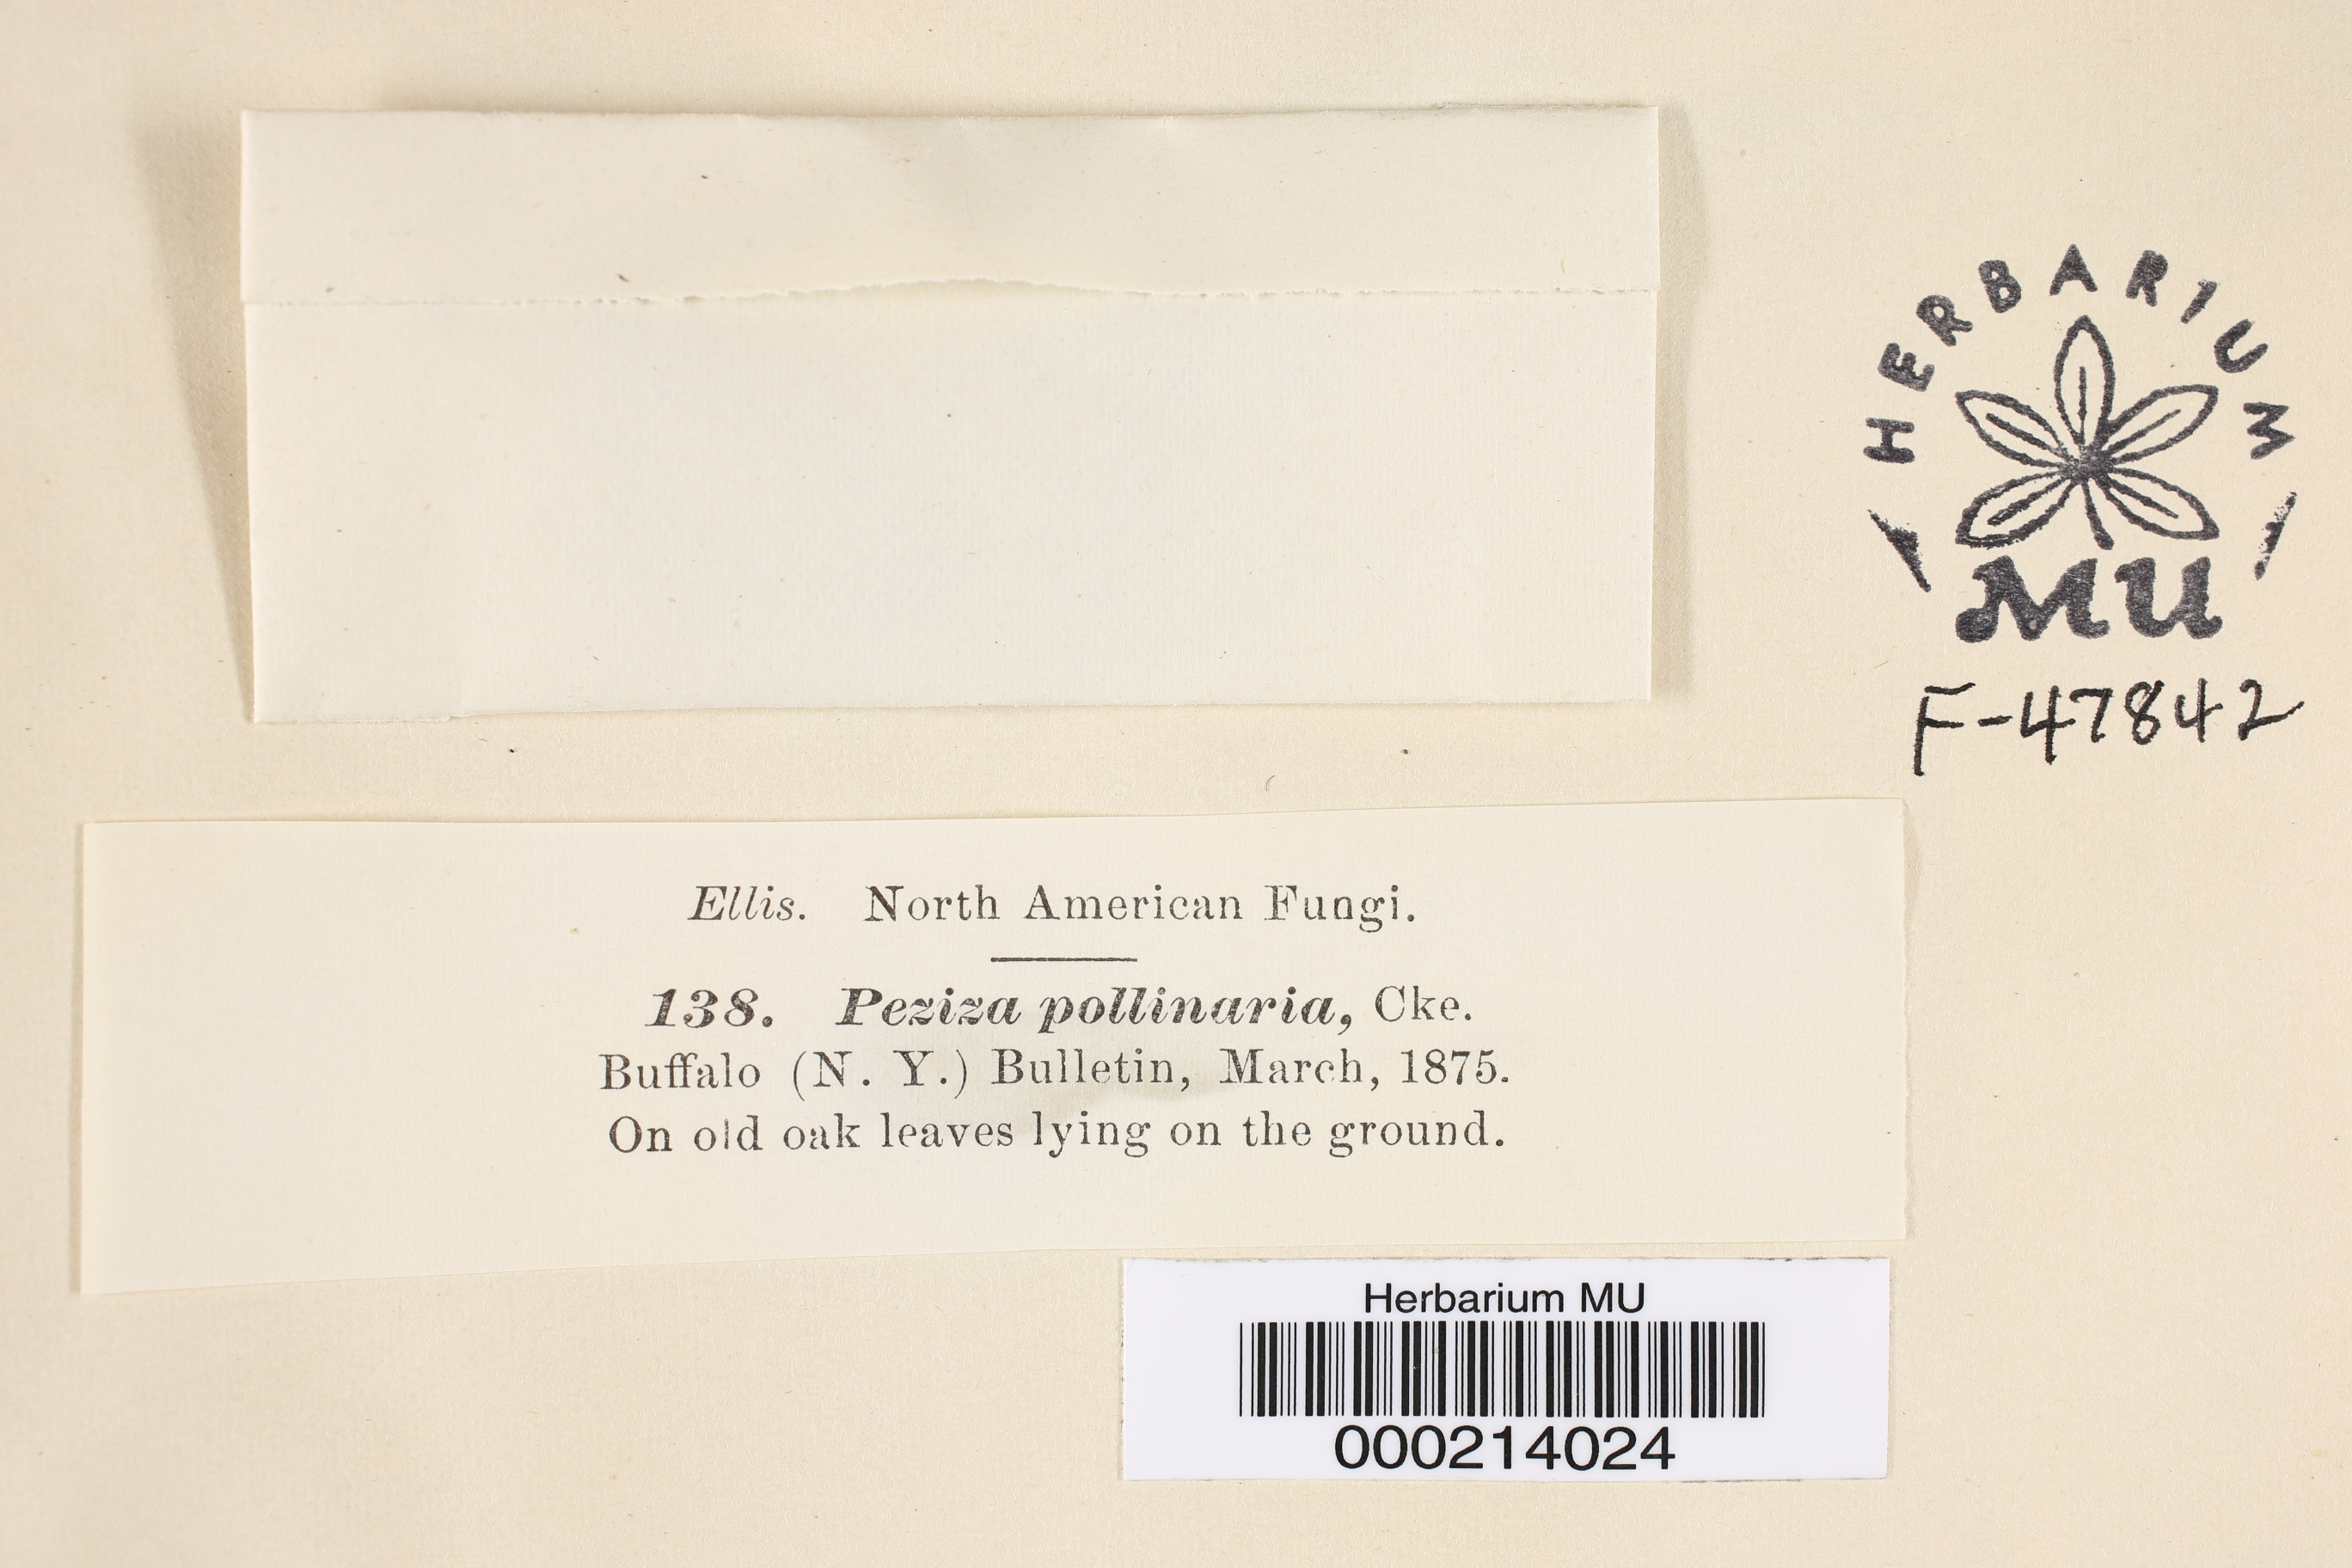 HERBARIUM
MU
F-47842
Ellis. North American Fungi.
138. Peziza pollinaria, Cke.
Buffalo (N. Y.) Bulletin, March, 1875.
On old oak leaves lying on the ground.
Herbarium MU
000214024